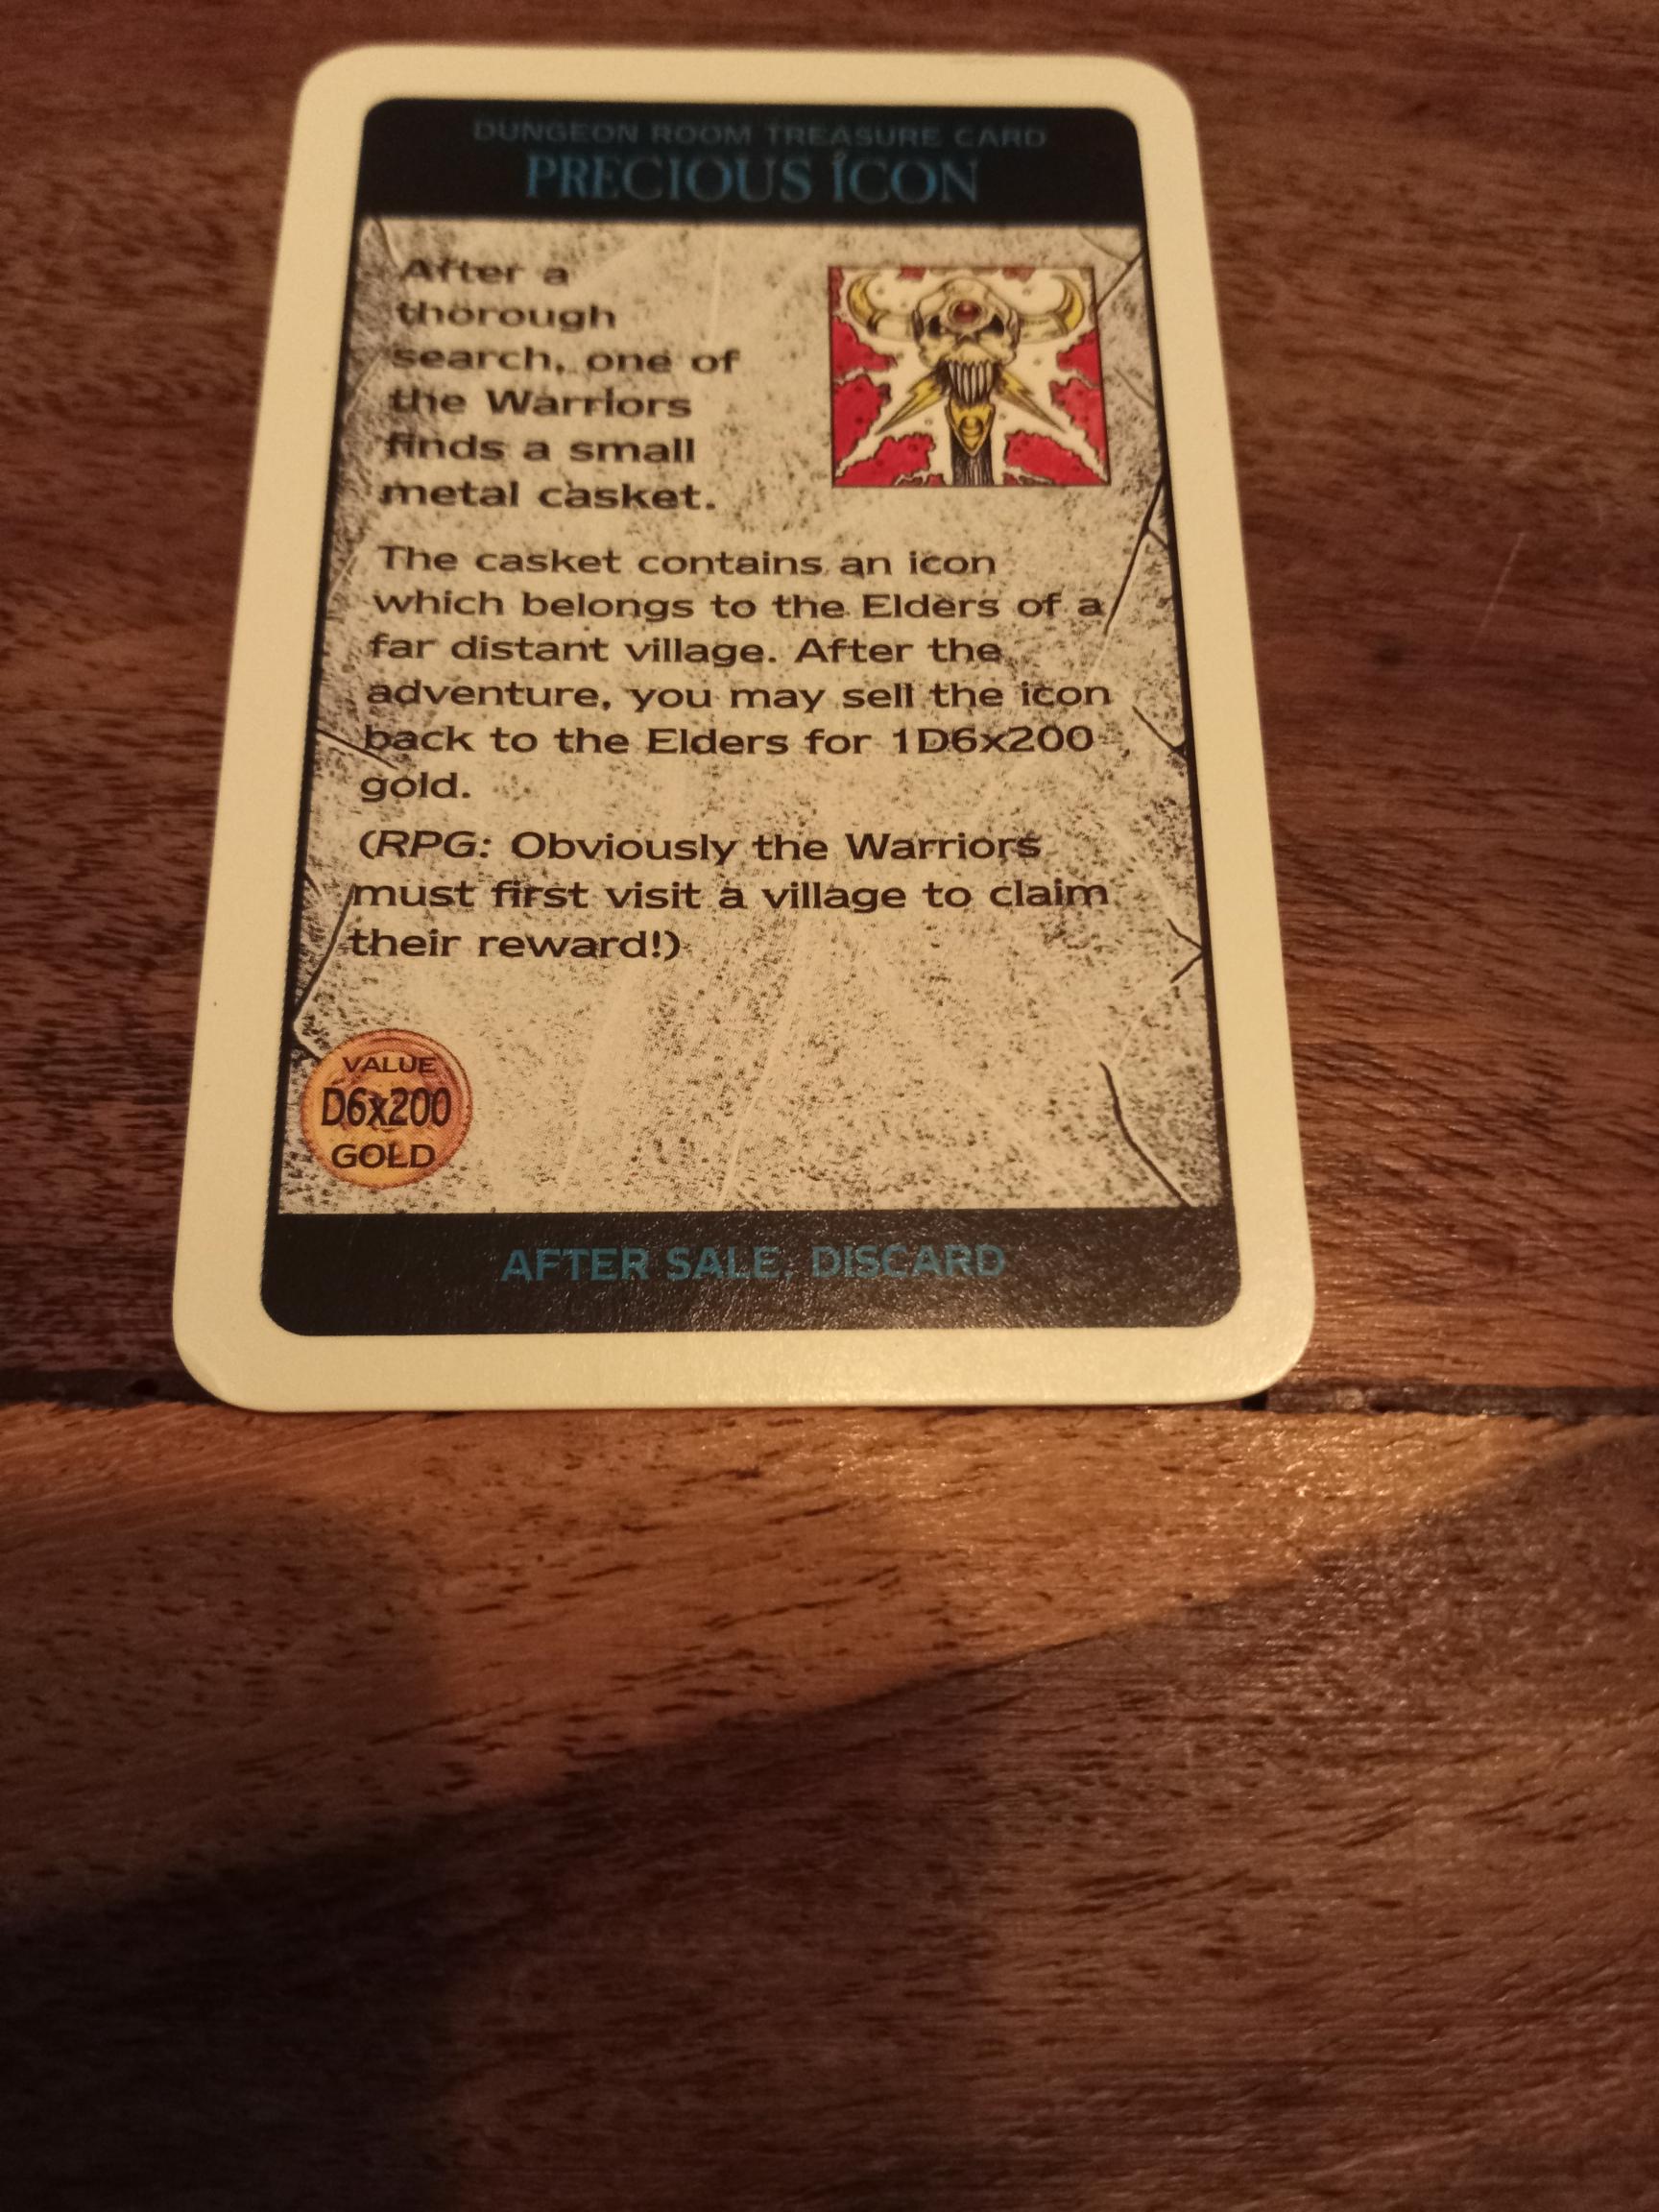 DUNGEON ROOM TREASURE CARD
PRECIOUS ICON
After a
thorough
search, one of
the Warriors
finds a small
metal casket.
The casket contains an icon
which belongs to the Elders of a
far distant village. After the
adventure, you may sell the icon
back to the Elders for 1D6x200
gold.
(RPG: Obviously the Warriors
must first visit a village to claim
their reward!)
VALUE
D6x200
GOLD
AFTER SALE, DISCARD